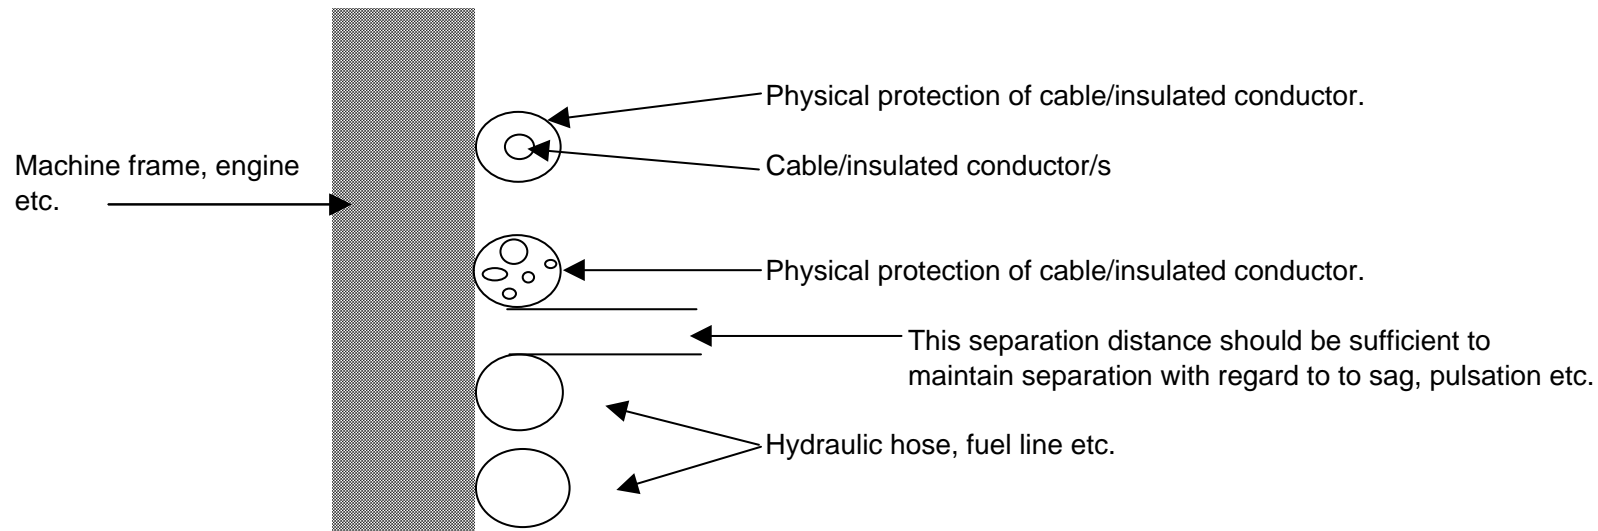 Physical protection of cable/insulated conductor.
Machine frame, engine
etc.
Cable/insulated conductor/s
Physical protection of cable/insulated conductor.
This separation distance should be sufficient to
maintain separation with regard to to sag, pulsation etc.
Hydraulic hose, fuel line etc.